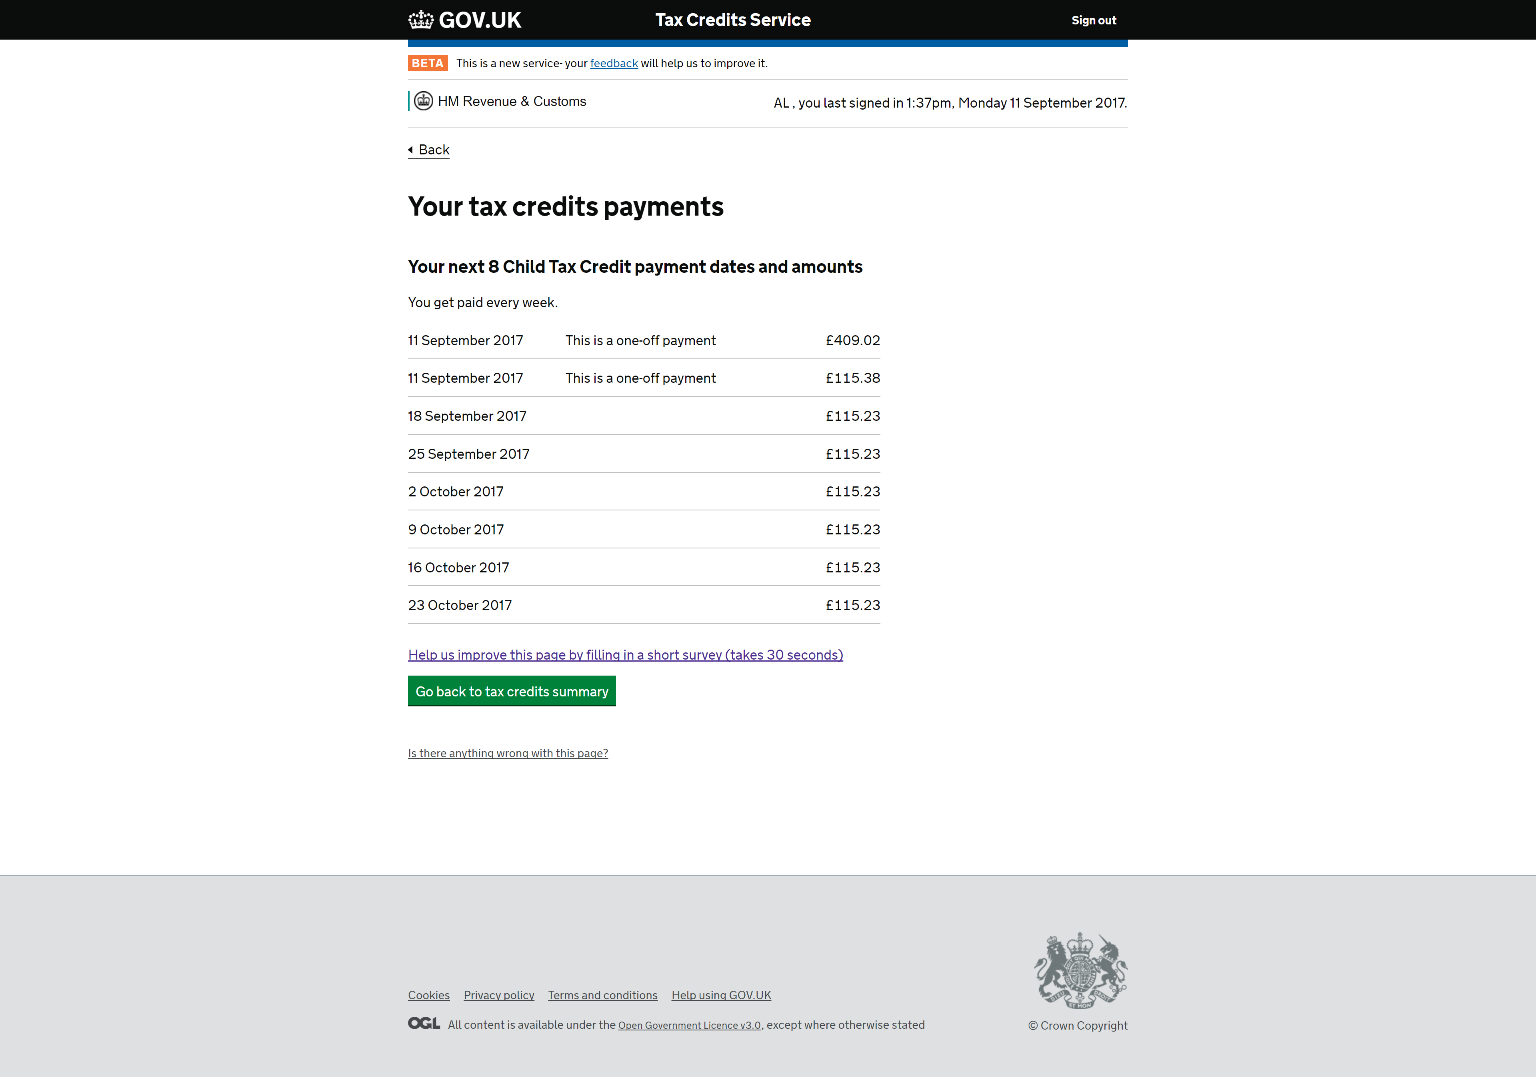 GOV.UK Tax Credits Service Sign out
BETA This is a new service- your feedback will help us to improve it.
HM Revenue & Customs AL , you last signed in 1:37pm, Monday 11 September 2017.
Back
Your tax credits payments
Your next 8 Child Tax Credit payment dates and amounts
You get paid every week.
11 September 2017 This is a one-off payment £409.02
11 September 2017 This is a one-off payment £115.38
18 September 2017 £115.23
25 September 2017 £115.23
2 October 2017 £115.23
9 October 2017 £115.23
16 October 2017 £115.23
23 October 2017 £115.23
Help us improve this page by filling in a short survey (takes 30 seconds)
Go back to tax credits summary
Is there anything wrong with this page?
Cookies Privacy policy Terms and conditions Help using GOV.UK
OGL All content is available under the Open Government Licence v3.0, except where otherwise stated
© Crown Copyright